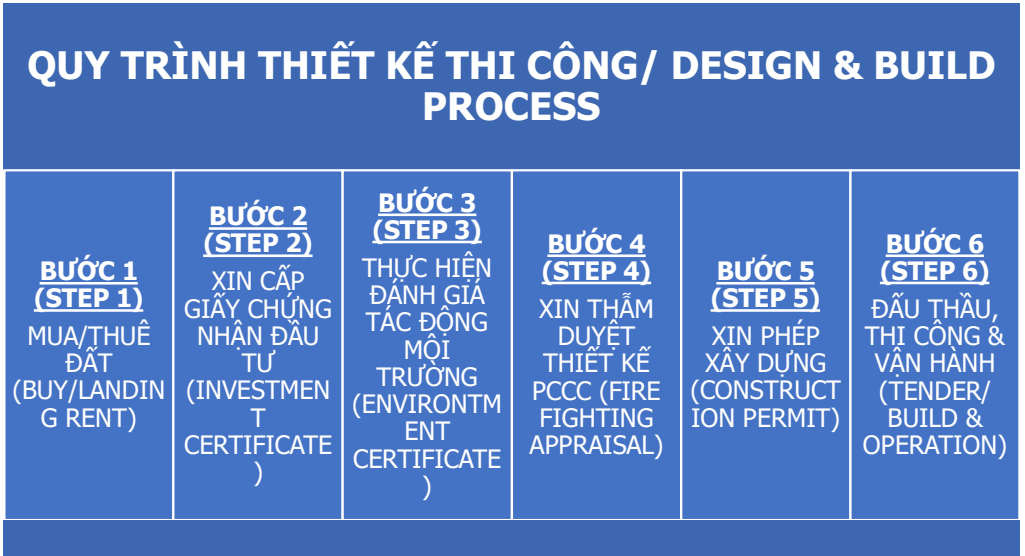 QUY TRÌNH THIẾT KẾ THI CÔNG/ DESIGN & BUILD
PROCESS
BƯỚC 1
(STEP 1)
MUA/THUÊ
ĐẤT
(BUY/LANDIN
G RENT)
BƯỚC 2
(STEP 2)
XIN CẤP
GIẤY CHỨNG
NHẬN ĐẦU
TƯ
(INVESTMEN
T
CERTIFICATE
)
BƯỚC 3
(STEP 3)
THỰC HIỆN
ĐÁNH GIÁ
TÁC ĐỘNG
MÔI
TRƯỜNG
(ENVIRONTM
ENT
CERTIFICATE
)
BƯỚC 4
(STEP 4)
XIN THẨM
DUYỆT
THIẾT KẾ
PCCC (FIRE
FIGHTING
APPRAISAL)
BƯỚC 5
(STEP 5)
XIN PHÉP
XÂY DỰNG
(CONSTRUCT
ION PERMIT)
BƯỚC 6
(STEP 6)
ĐẤU THẦU,
THI CÔNG &
VẬN HÀNH
(TENDER/
BUILD &
OPERATION)